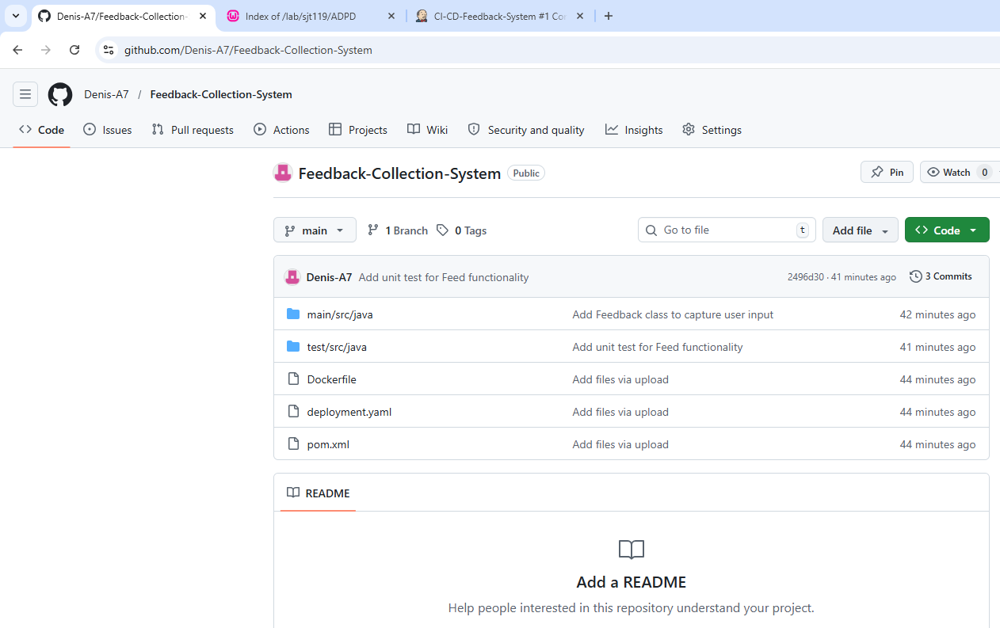 Denis-A7/Feedback-Collection-
Index of /lab/sjt119/ADPD
CI-CD-Feedback-System #1 Co
github.com/Denis-A7/Feedback-Collection-System
Denis-A7 / Feedback-Collection-System
Code Issues Pull requests Actions Projects Wiki Security and quality Insights Settings
Feedback-Collection-System Public Pin Watch 0
main 1 Branch 0 Tags Go to file t Add file Code
Denis-A7 Add unit test for Feed functionality 2496d30 · 41 minutes ago 3 Commits
main/src/java Add Feedback class to capture user input 42 minutes ago
test/src/java Add unit test for Feed functionality 41 minutes ago
Dockerfile Add files via upload 44 minutes ago
deployment.yaml Add files via upload 44 minutes ago
pom.xml Add files via upload 44 minutes ago
README
Add a README
Help people interested in this repository understand your project.